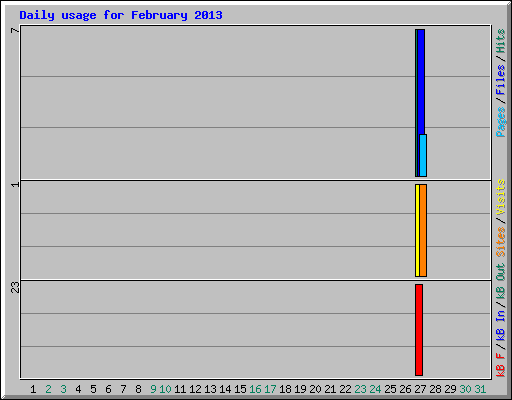 Daily usage for February 2013
7
Pages / Files / Hits
1
Sites / Visits
23
kB F / kB In / kB Out
1 2 3 4 5 6 7 8 9 10 11 12 13 14 15 16 17 18 19 20 21 22 23 24 25 26 27 28 29 30 31